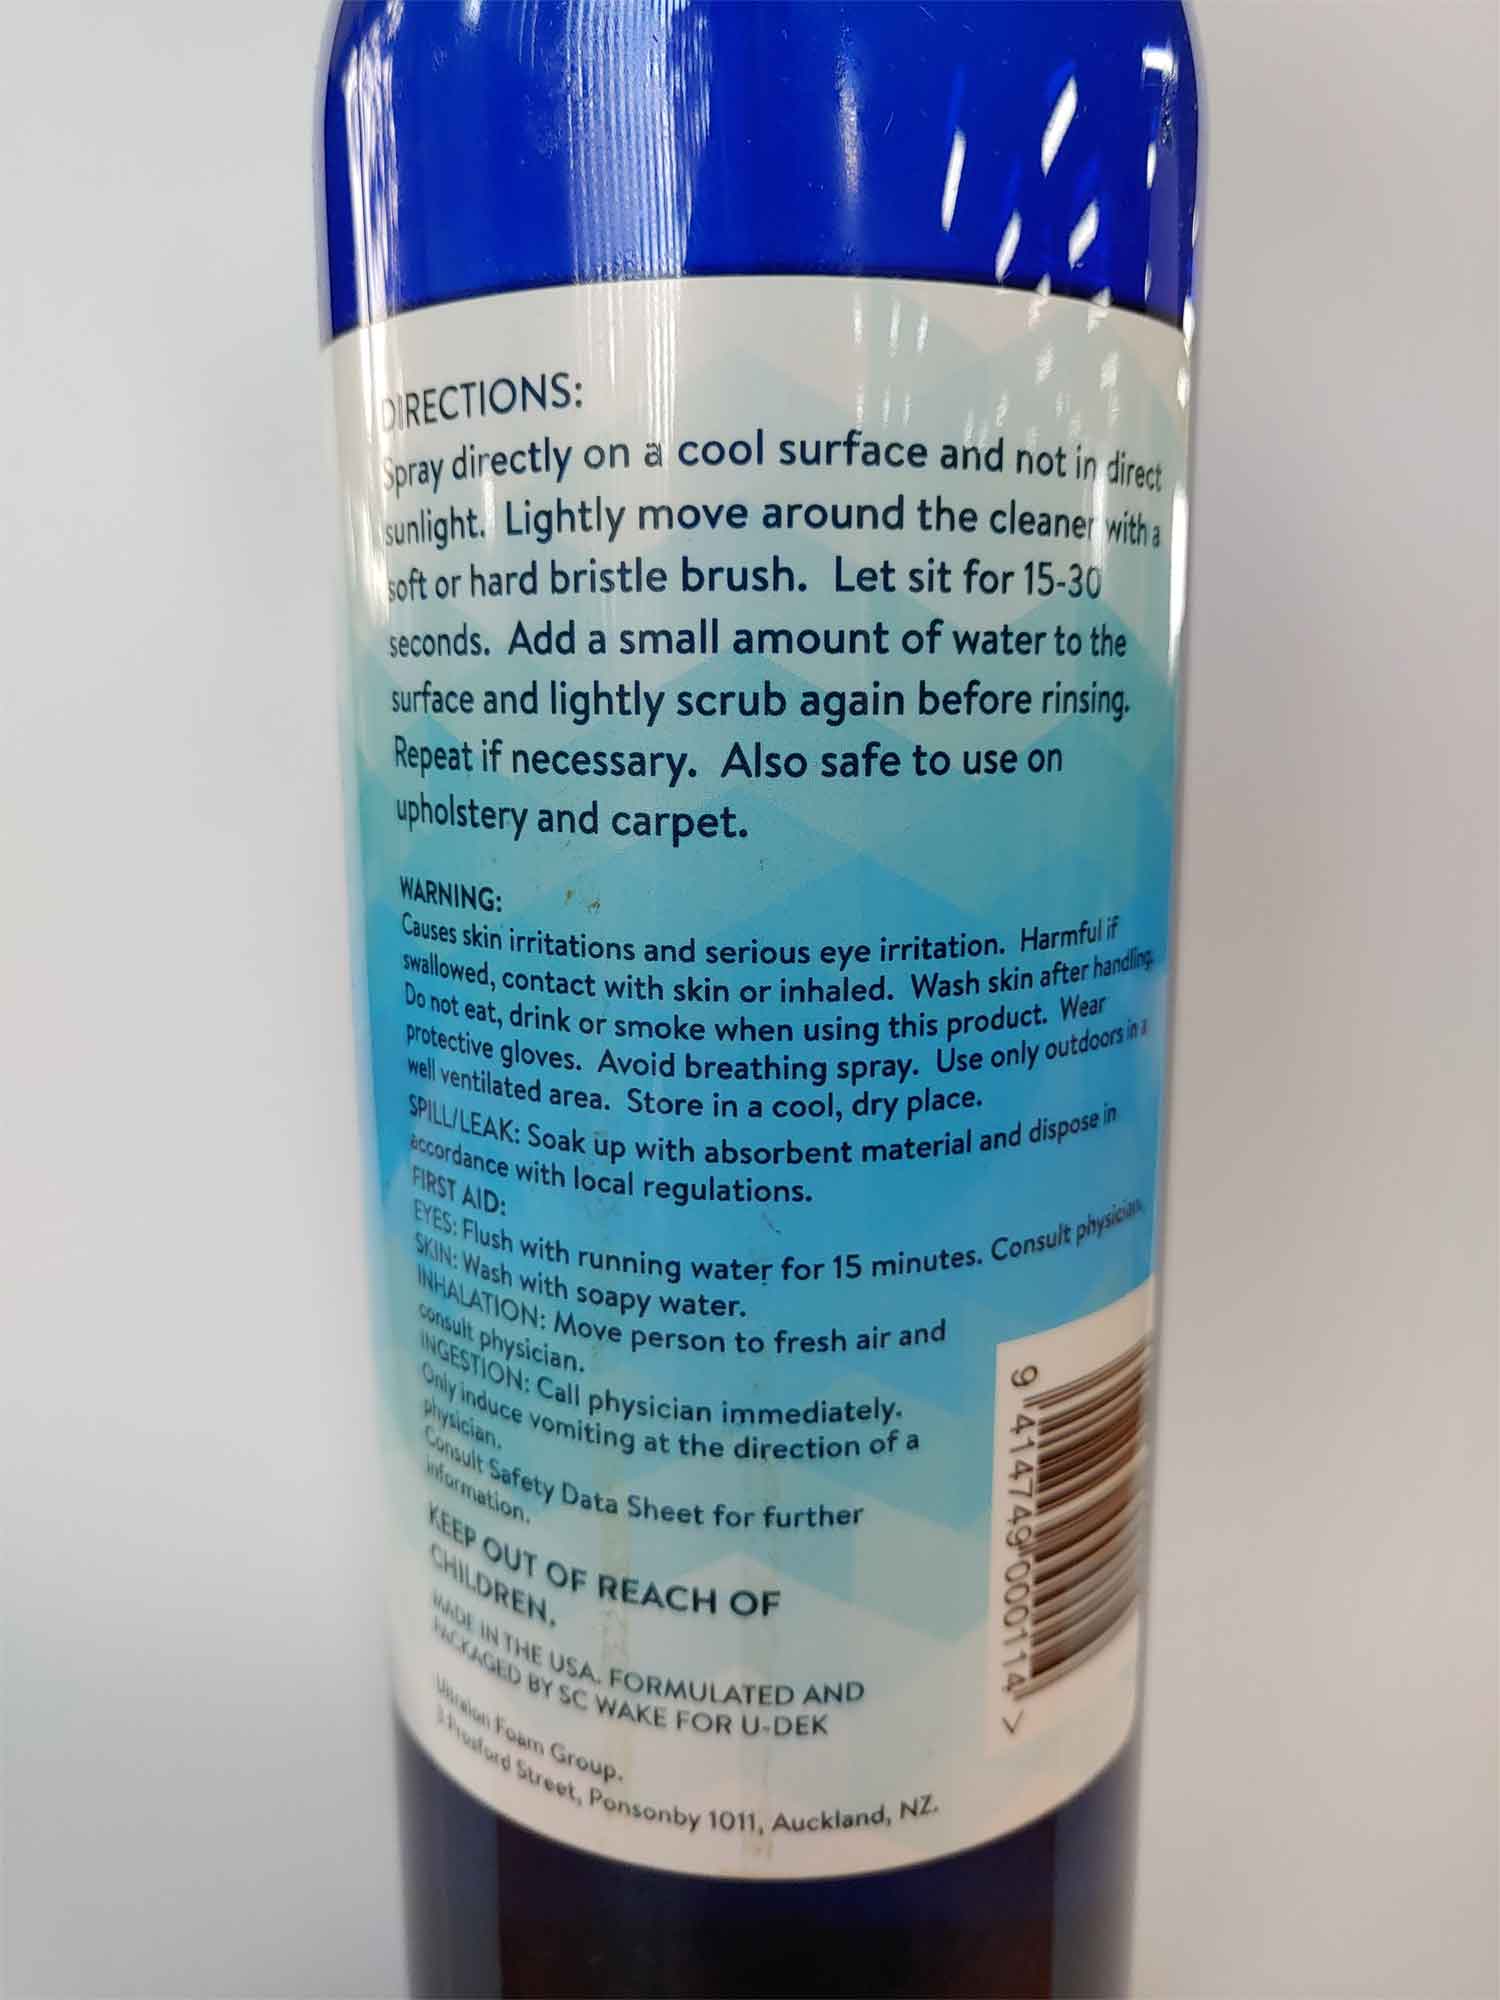 DIRECTIONS:
Spray directly on a cool surface and not in direct
sunlight. Lightly move around the cleaner with a
soft or hard bristle brush. Let sit for 15-30
seconds. Add a small amount of water to the
surface and lightly scrub again before rinsing.
Repeat if necessary. Also safe to use on
upholstery and carpet.
WARNING:
Causes skin irritations and serious eye irritation. Harmful if
swallowed, contact with skin or inhaled. Wash skin after handling.
Do not eat, drink or smoke when using this product. Wear
protective gloves. Avoid breathing spray. Use only outdoors in a
well ventilated area. Store in a cool, dry place.
SPILL/LEAK: Soak up with absorbent material and dispose in
accordance with local regulations.
FIRST AID:
EYES: Flush with running water for 15 minutes. Consult physician.
SKIN: Wash with soapy water.
INHALATION: Move person to fresh air and
consult physician.
INGESTION: Call physician immediately.
Only induce vomiting at the direction of a
physician.
Consult Safety Data Sheet for further
information.
KEEP OUT OF REACH OF
CHILDREN.
MADE IN THE USA. FORMULATED AND
PACKAGED BY SC WAKE FOR U-DEK
Ultralon Foam Group.
3 Prosford Street, Ponsonby 1011, Auckland, NZ.
9 414749 000114 >